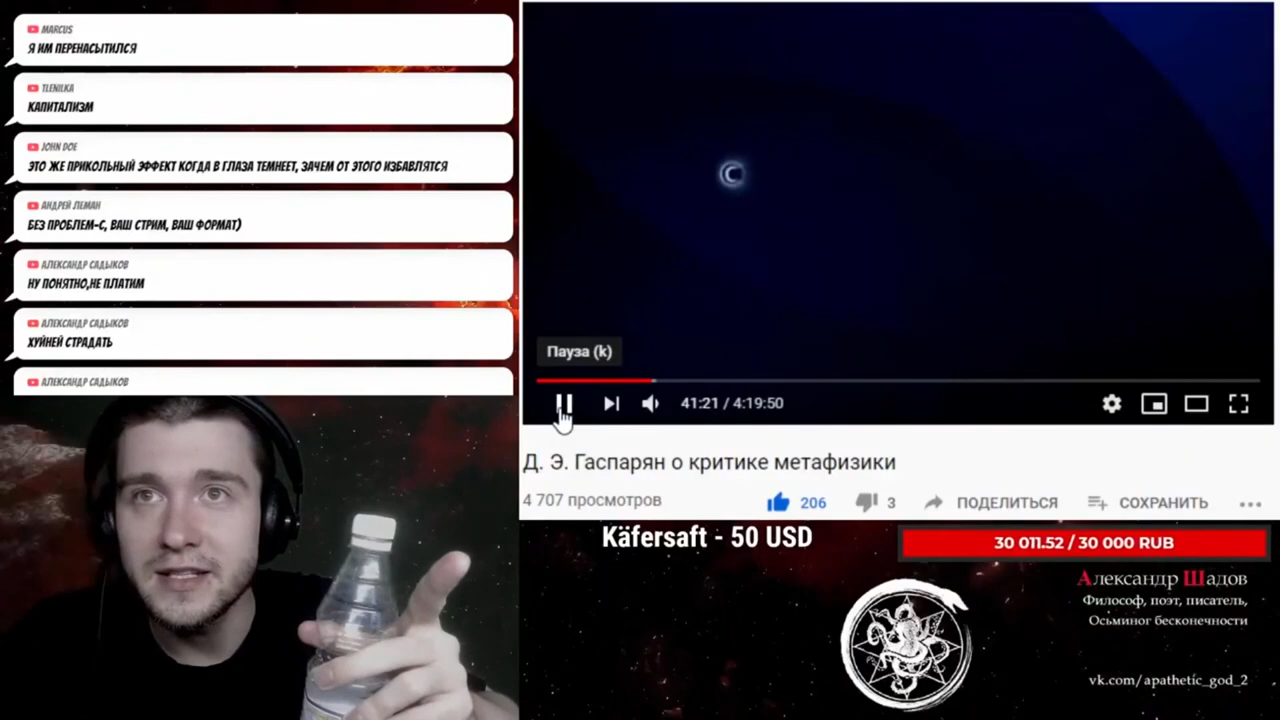 MARCUS
Я ИМ ПЕРЕНАСЫТИЛСЯ
TLENILKA
КАПИТАЛИЗМ
JOHN DOE
ЭТО ЖЕ ПРИКОЛЬНЫЙ ЭФФЕКТ КОГДА В ГЛАЗА ТЕМНЕЕТ, ЗАЧЕМ ОТ ЭТОГО ИЗБАВЛЯТСЯ
АНДРЕЙ ЛЕМАН
БЕЗ ПРОБЛЕМ-С, ВАШ СТРИМ, ВАШ ФОРМАТ)
АЛЕКСАНДР САДЫКОВ
НУ ПОНЯТНО,НЕ ПЛАТИМ
АЛЕКСАНДР САДЫКОВ
ХУЙНЕЙ СТРАДАТЬ
АЛЕКСАНДР САДЫКОВ
Пауза (k)
41:21 / 4:19:50
Д. Э. Гаспарян о критике метафизики
4 707 просмотров
206
3
ПОДЕЛИТЬСЯ
СОХРАНИТЬ
Käfersaft - 50 USD
30 011.52 / 30 000 RUB
Александр Шадов
Философ, поэт, писатель,
Осьминог бесконечности
vk.com/apathetic_god_2